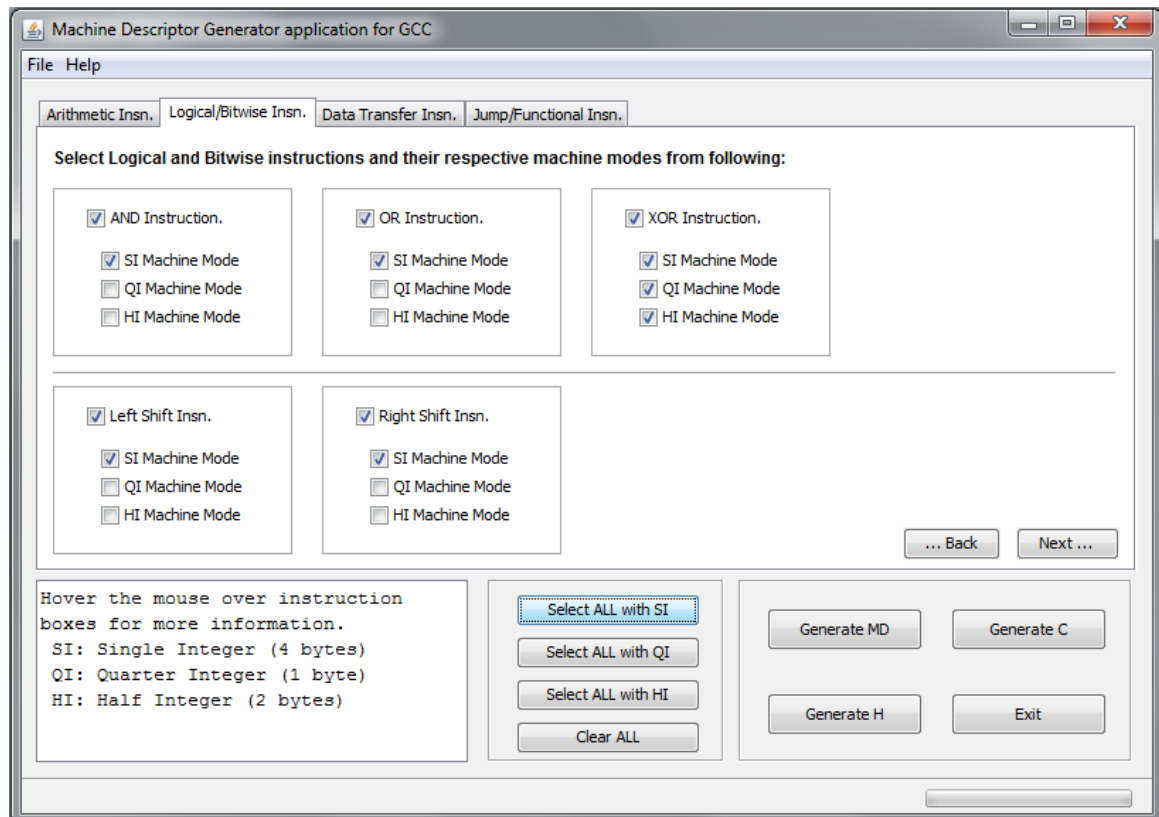 Machine Descriptor Generator application for GCC
File Help
Arithmetic Insn. Logical/Bitwise Insn. Data Transfer Insn. Jump/Functional Insn.
Select Logical and Bitwise instructions and their respective machine modes from following:
AND Instruction. OR Instruction. XOR Instruction.
SI Machine Mode SI Machine Mode SI Machine Mode
QI Machine Mode QI Machine Mode QI Machine Mode
HI Machine Mode HI Machine Mode HI Machine Mode
Left Shift Insn. Right Shift Insn.
SI Machine Mode SI Machine Mode
QI Machine Mode QI Machine Mode
HI Machine Mode HI Machine Mode
... Back Next ...
Hover the mouse over instruction
boxes for more information.
SI: Single Integer (4 bytes)
QI: Quarter Integer (1 byte)
HI: Half Integer (2 bytes)
Select ALL with SI
Select ALL with QI
Select ALL with HI
Clear ALL
Generate MD Generate C
Generate H Exit